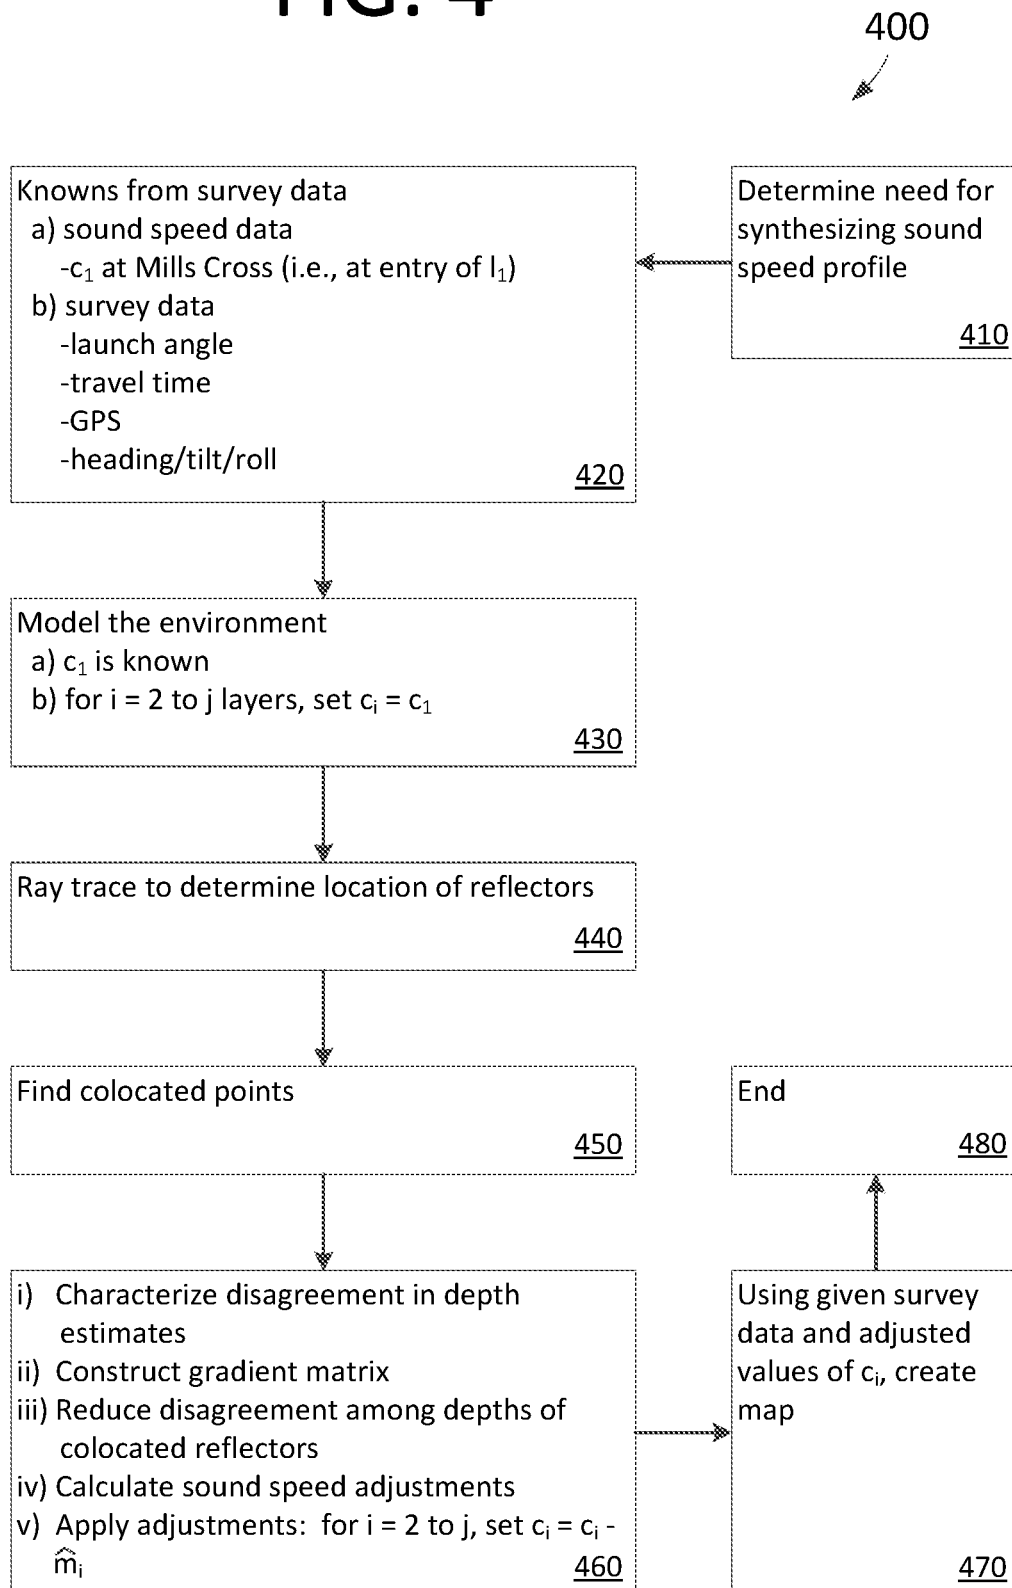 FIG. 4
400
Determine need for
synthesizing sound
speed profile
410
Knowns from survey data
a) sound speed data
-c₁ at Mills Cross (i.e., at entry of l₁)
b) survey data
-launch angle
-travel time
-GPS
-heading/tilt/roll
420
Model the environment
a) c₁ is known
b) for i = 2 to j layers, set cᵢ = c₁
430
Ray trace to determine location of reflectors
440
Find colocated points
450
i) Characterize disagreement in depth
estimates
ii) Construct gradient matrix
iii) Reduce disagreement among depths of
colocated reflectors
iv) Calculate sound speed adjustments
v) Apply adjustments: for i = 2 to j, set cᵢ = cᵢ -
m̂ᵢ
460
Using given survey
data and adjusted
values of cᵢ, create
map
470
End
480